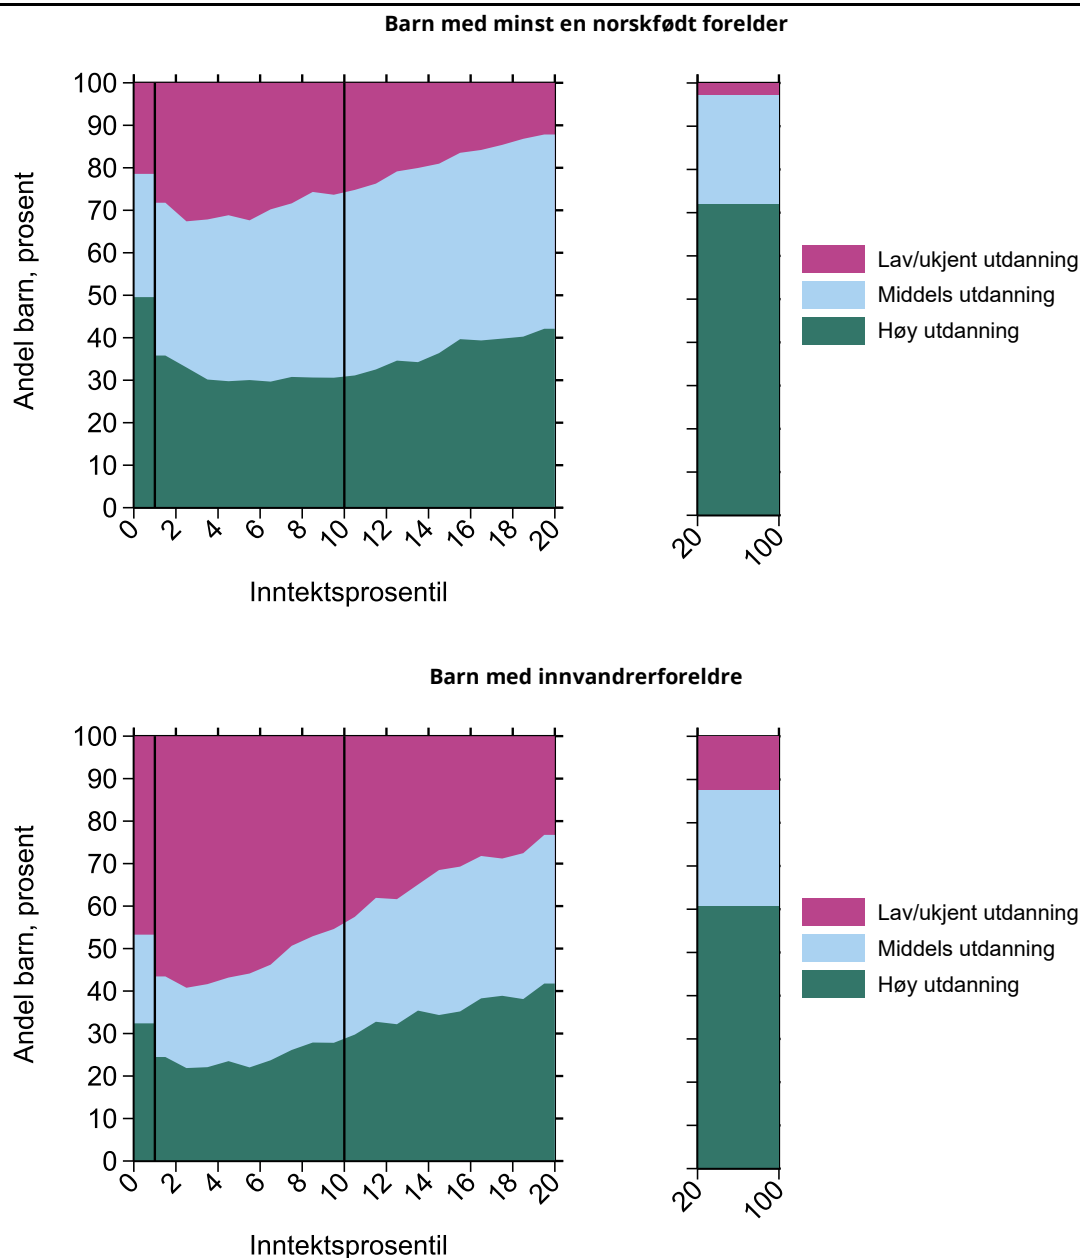 Barn med minst en norskfødt forelder
Andel barn, prosent
100
90
80
70
60
50
40
30
20
10
0
0 2 4 6 8 10 12 14 16 18 20
Inntektsprosentil
20 100
Lav/ukjent utdanning
Middels utdanning
Høy utdanning
Barn med innvandrerforeldre
Andel barn, prosent
100
90
80
70
60
50
40
30
20
10
0
0 2 4 6 8 10 12 14 16 18 20
Inntektsprosentil
20 100
Lav/ukjent utdanning
Middels utdanning
Høy utdanning